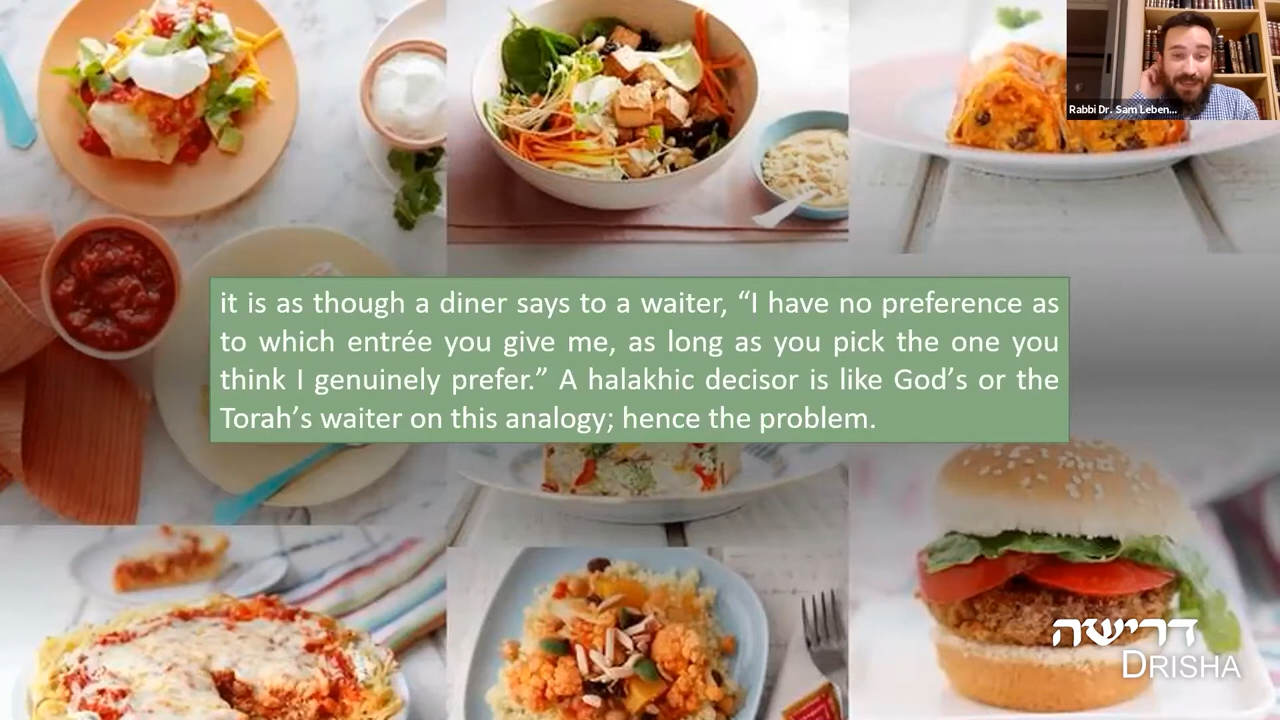 Rabbi Dr. Sam Leben...
it is as though a diner says to a waiter, “I have no preference as
to which entrée you give me, as long as you pick the one you
think I genuinely prefer.” A halakhic decisor is like God’s or the
Torah’s waiter on this analogy; hence the problem.
דרישה
DRISHA